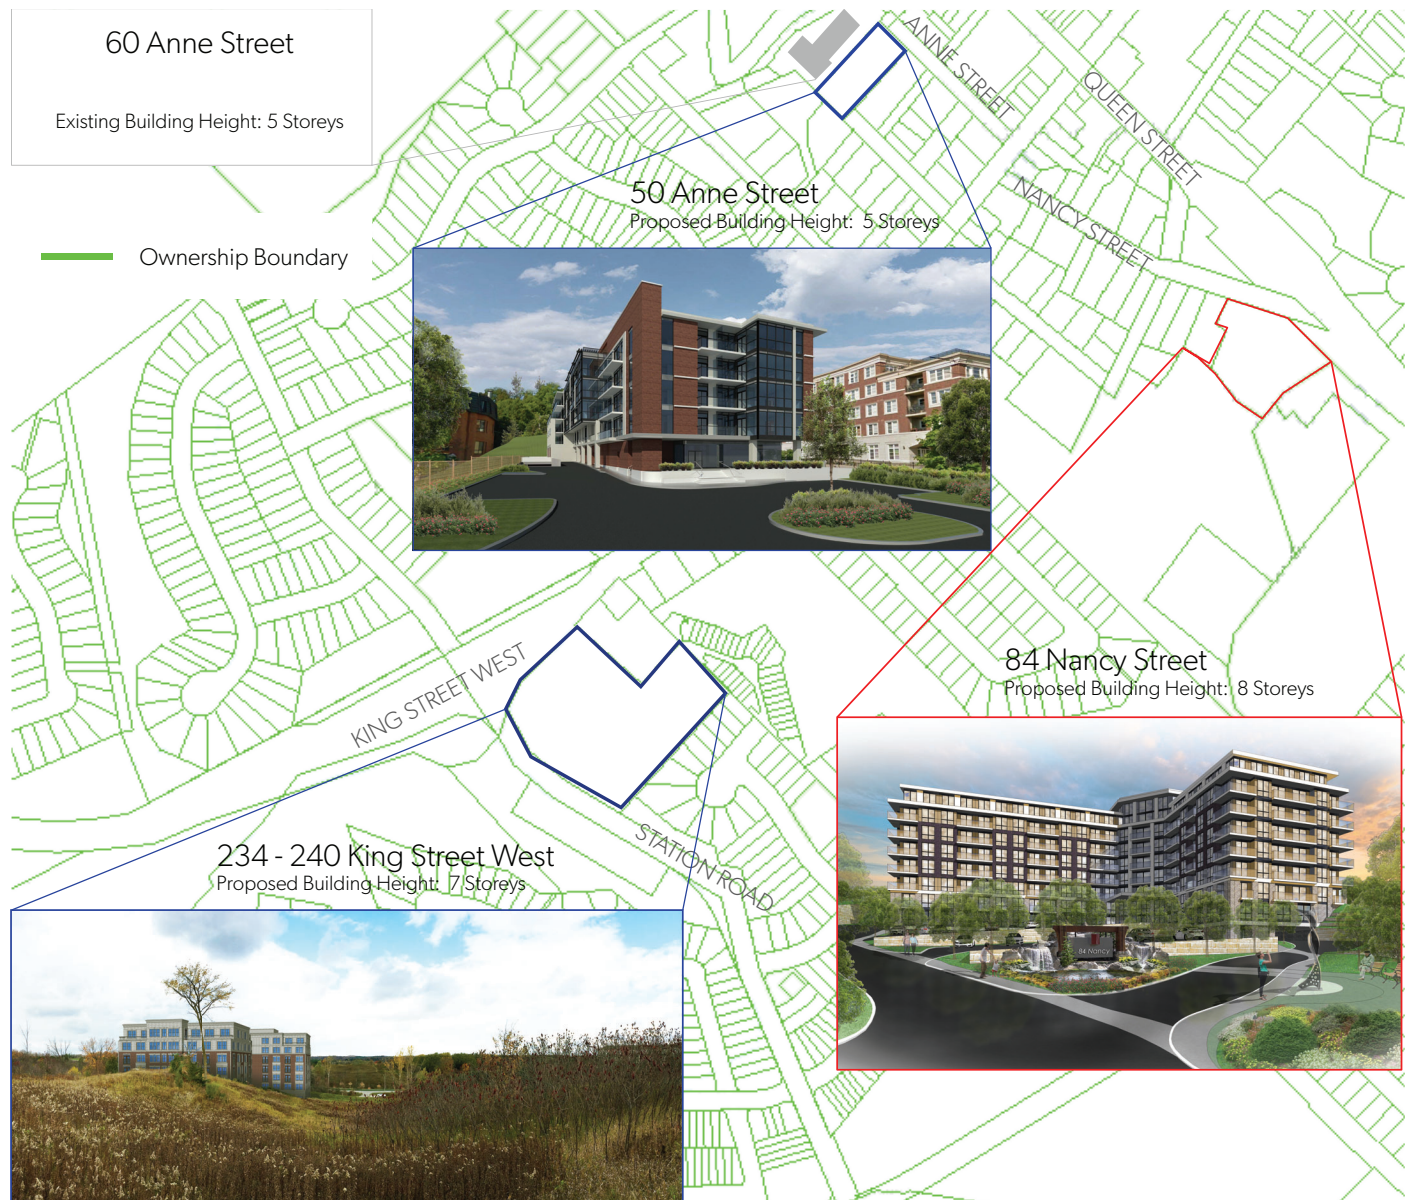 60 Anne Street
Existing Building Height: 5 Storeys
Ownership Boundary
ANNE STREET
QUEEN STREET
NANCY STREET
50 Anne Street
Proposed Building Height: 5 Storeys
KING STREET WEST
84 Nancy Street
Proposed Building Height: 8 Storeys
84 Nancy
STATION ROAD
234 - 240 King Street West
Proposed Building Height: 7 Storeys